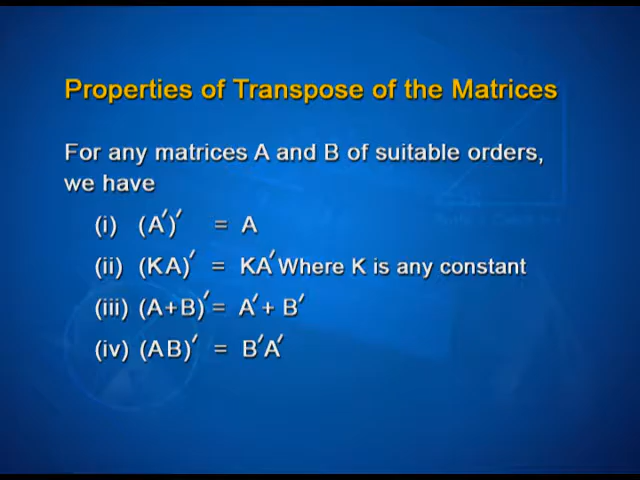 Properties of Transpose of the Matrices
For any matrices A and B of suitable orders,
we have
(i) (A′)′ = A
(ii) (KA)′ = KA′ Where K is any constant
(iii) (A+B)′ = A′ + B′
(iv) (AB)′ = B′A′